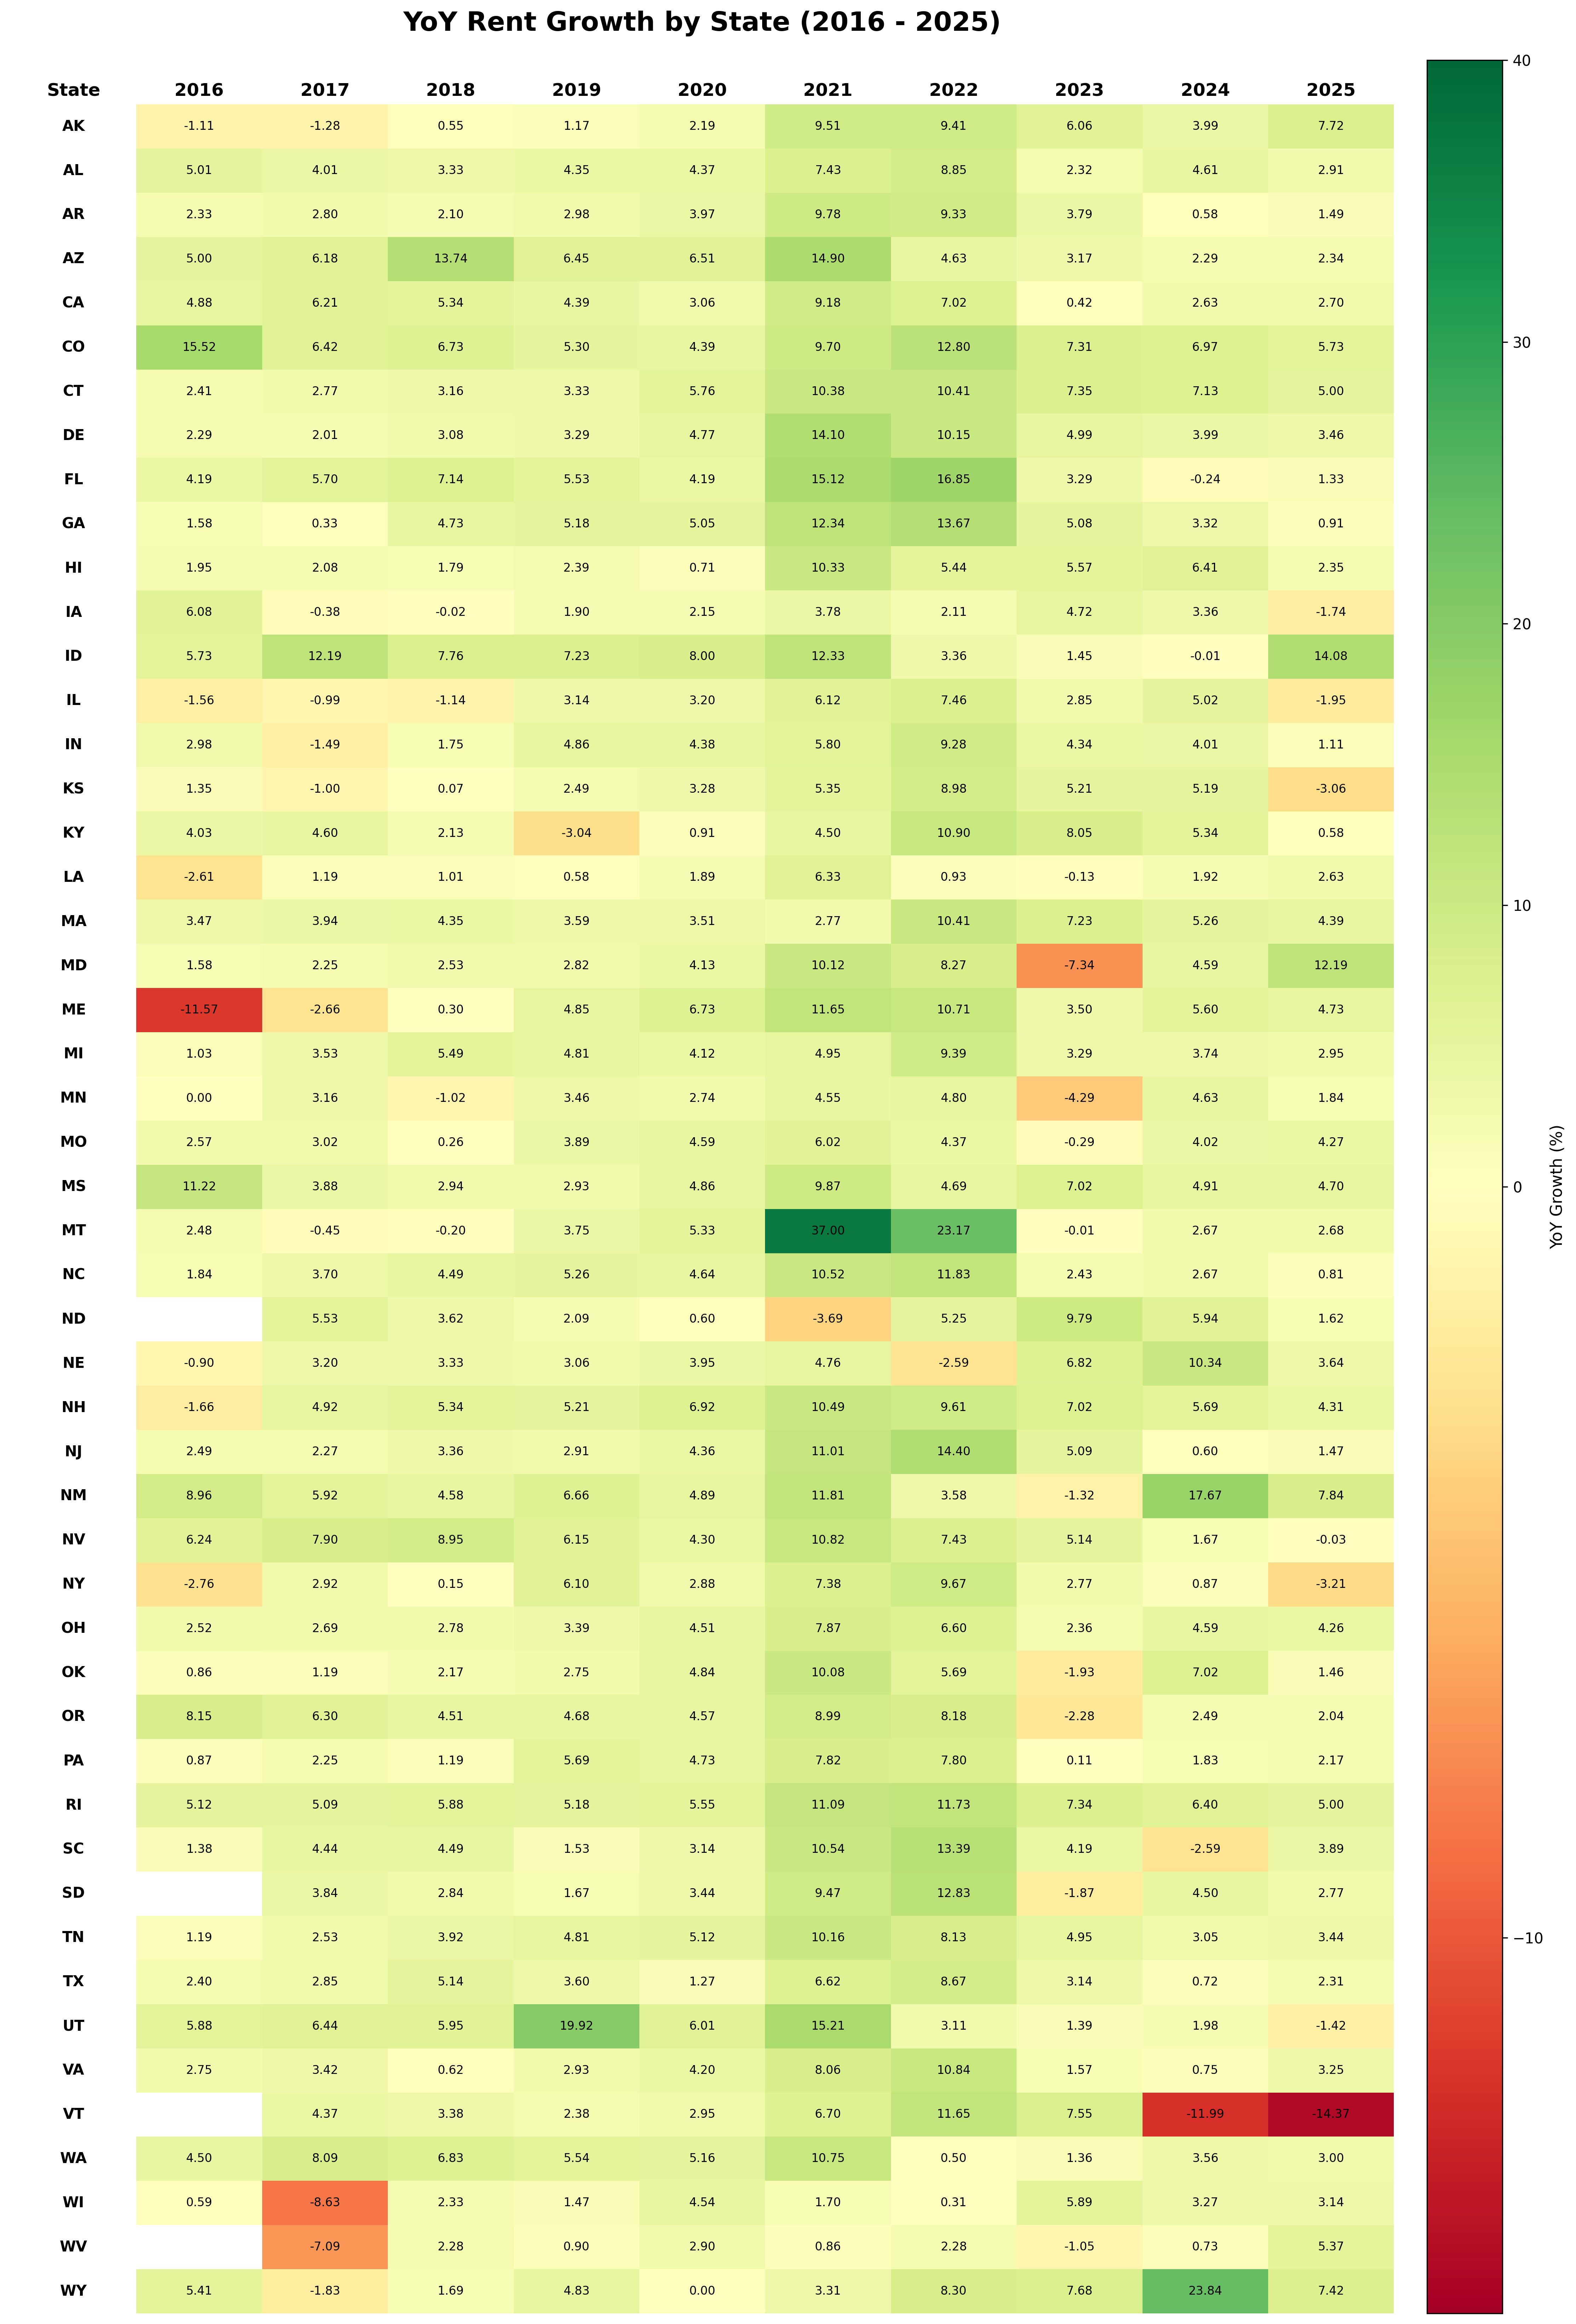 YoY Rent Growth by State (2016 - 2025)
State 2016 2017 2018 2019 2020 2021 2022 2023 2024 2025
AK -1.11 -1.28 0.55 1.17 2.19 9.51 9.41 6.06 3.99 7.72
AL 5.01 4.01 3.33 4.35 4.37 7.43 8.85 2.32 4.61 2.91
AR 2.33 2.80 2.10 2.98 3.97 9.78 9.33 3.79 0.58 1.49
AZ 5.00 6.18 13.74 6.45 6.51 14.90 4.63 3.17 2.29 2.34
CA 4.88 6.21 5.34 4.39 3.06 9.18 7.02 0.42 2.63 2.70
CO 15.52 6.42 6.73 5.30 4.39 9.70 12.80 7.31 6.97 5.73
CT 2.41 2.77 3.16 3.33 5.76 10.38 10.41 7.35 7.13 5.00
DE 2.29 2.01 3.08 3.29 4.77 14.10 10.15 4.99 3.99 3.46
FL 4.19 5.70 7.14 5.53 4.19 15.12 16.85 3.29 -0.24 1.33
GA 1.58 0.33 4.73 5.18 5.05 12.34 13.67 5.08 3.32 0.91
HI 1.95 2.08 1.79 2.39 0.71 10.33 5.44 5.57 6.41 2.35
IA 6.08 -0.38 -0.02 1.90 2.15 3.78 2.11 4.72 3.36 -1.74
ID 5.73 12.19 7.76 7.23 8.00 12.33 3.36 1.45 -0.01 14.08
IL -1.56 -0.99 -1.14 3.14 3.20 6.12 7.46 2.85 5.02 -1.95
IN 2.98 -1.49 1.75 4.86 4.38 5.80 9.28 4.34 4.01 1.11
KS 1.35 -1.00 0.07 2.49 3.28 5.35 8.98 5.21 5.19 -3.06
KY 4.03 4.60 2.13 -3.04 0.91 4.50 10.90 8.05 5.34 0.58
LA -2.61 1.19 1.01 0.58 1.89 6.33 0.93 -0.13 1.92 2.63
MA 3.47 3.94 4.35 3.59 3.51 2.77 10.41 7.23 5.26 4.39
MD 1.58 2.25 2.53 2.82 4.13 10.12 8.27 -7.34 4.59 12.19
ME -11.57 -2.66 0.30 4.85 6.73 11.65 10.71 3.50 5.60 4.73
MI 1.03 3.53 5.49 4.81 4.12 4.95 9.39 3.29 3.74 2.95
MN 0.00 3.16 -1.02 3.46 2.74 4.55 4.80 -4.29 4.63 1.84
MO 2.57 3.02 0.26 3.89 4.59 6.02 4.37 -0.29 4.02 4.27
MS 11.22 3.88 2.94 2.93 4.86 9.87 4.69 7.02 4.91 4.70
MT 2.48 -0.45 -0.20 3.75 5.33 37.00 23.17 -0.01 2.67 2.68
NC 1.84 3.70 4.49 5.26 4.64 10.52 11.83 2.43 2.67 0.81
ND 5.53 3.62 2.09 0.60 -3.69 5.25 9.79 5.94 1.62
NE -0.90 3.20 3.33 3.06 3.95 4.76 -2.59 6.82 10.34 3.64
NH -1.66 4.92 5.34 5.21 6.92 10.49 9.61 7.02 5.69 4.31
NJ 2.49 2.27 3.36 2.91 4.36 11.01 14.40 5.09 0.60 1.47
NM 8.96 5.92 4.58 6.66 4.89 11.81 3.58 -1.32 17.67 7.84
NV 6.24 7.90 8.95 6.15 4.30 10.82 7.43 5.14 1.67 -0.03
NY -2.76 2.92 0.15 6.10 2.88 7.38 9.67 2.77 0.87 -3.21
OH 2.52 2.69 2.78 3.39 4.51 7.87 6.60 2.36 4.59 4.26
OK 0.86 1.19 2.17 2.75 4.84 10.08 5.69 -1.93 7.02 1.46
OR 8.15 6.30 4.51 4.68 4.57 8.99 8.18 -2.28 2.49 2.04
PA 0.87 2.25 1.19 5.69 4.73 7.82 7.80 0.11 1.83 2.17
RI 5.12 5.09 5.88 5.18 5.55 11.09 11.73 7.34 6.40 5.00
SC 1.38 4.44 4.49 1.53 3.14 10.54 13.39 4.19 -2.59 3.89
SD 3.84 2.84 1.67 3.44 9.47 12.83 -1.87 4.50 2.77
TN 1.19 2.53 3.92 4.81 5.12 10.16 8.13 4.95 3.05 3.44
TX 2.40 2.85 5.14 3.60 1.27 6.62 8.67 3.14 0.72 2.31
UT 5.88 6.44 5.95 19.92 6.01 15.21 3.11 1.39 1.98 -1.42
VA 2.75 3.42 0.62 2.93 4.20 8.06 10.84 1.57 0.75 3.25
VT 4.37 3.38 2.38 2.95 6.70 11.65 7.55 -11.99 -14.37
WA 4.50 8.09 6.83 5.54 5.16 10.75 0.50 1.36 3.56 3.00
WI 0.59 -8.63 2.33 1.47 4.54 1.70 0.31 5.89 3.27 3.14
WV -7.09 2.28 0.90 2.90 0.86 2.28 -1.05 0.73 5.37
WY 5.41 -1.83 1.69 4.83 0.00 3.31 8.30 7.68 23.84 7.42
40
30
20
10
0
−10
YoY Growth (%)